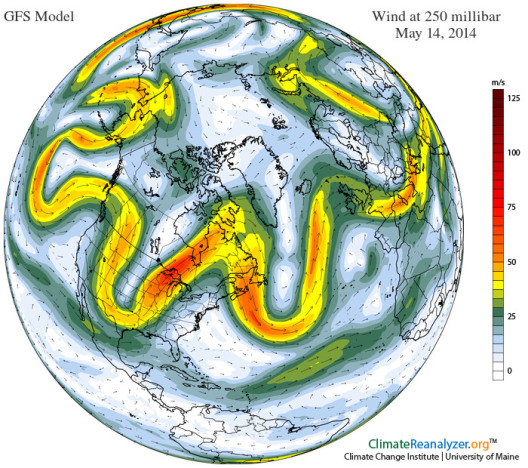 GFS Model
Wind at 250 millibar
May 14, 2014
m/s
125
100
75
50
25
0
ClimateReanalyzer.org™
Climate Change Institute | University of Maine